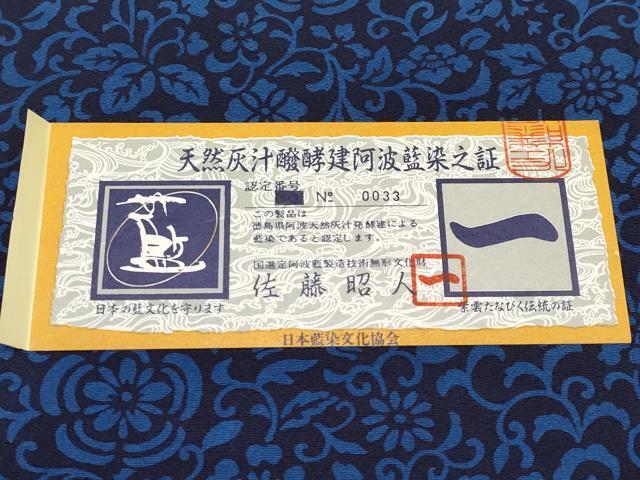 天然灰汁醗酵建阿波藍染之証
認定番号
Nº 0033
この製品は
徳島県阿波天然灰汁発酵建による
藍染であると認定します。
国選定阿波藍製造技術無形文化財
佐藤昭人
一
藍
日本の藍文化を守ります
一
紫雲たなびく伝統の証
日本藍染文化協会